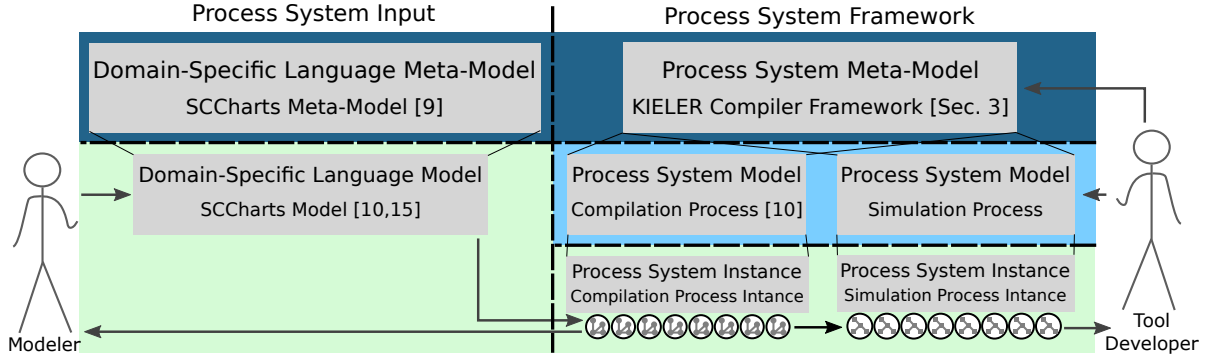 Process System Input
Process System Framework
Domain-Specific Language Meta-Model
SCCharts Meta-Model [9]
Process System Meta-Model
KIELER Compiler Framework [Sec. 3]
Domain-Specific Language Model
SCCharts Model [10,15]
Process System Model
Compilation Process [10]
Process System Model
Simulation Process
Process System Instance
Compilation Process Intance
Process System Instance
Simulation Process Intance
Modeler
Tool
Developer